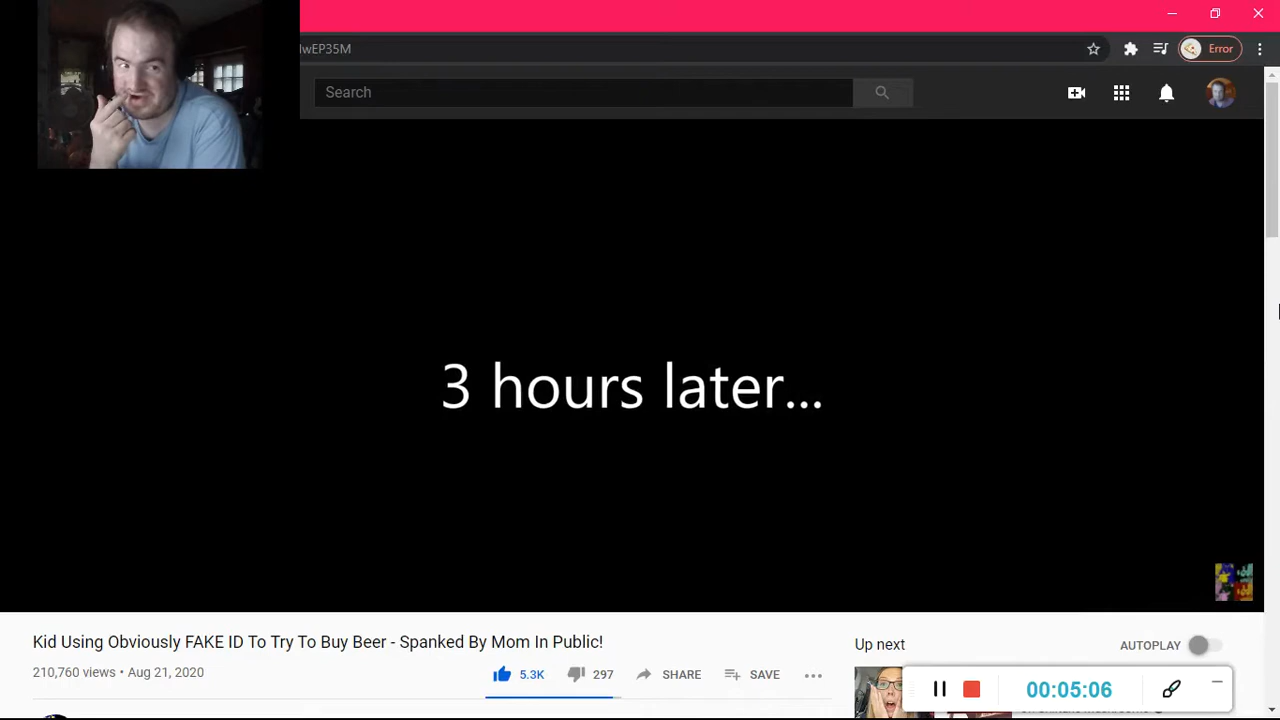 lwEP35M
Error
Search
3 hours later...
Kid Using Obviously FAKE ID To Try To Buy Beer - Spanked By Mom In Public!
210,760 views • Aug 21, 2020
5.3K
297
SHARE
SAVE
Up next
AUTOPLAY
00:05:06